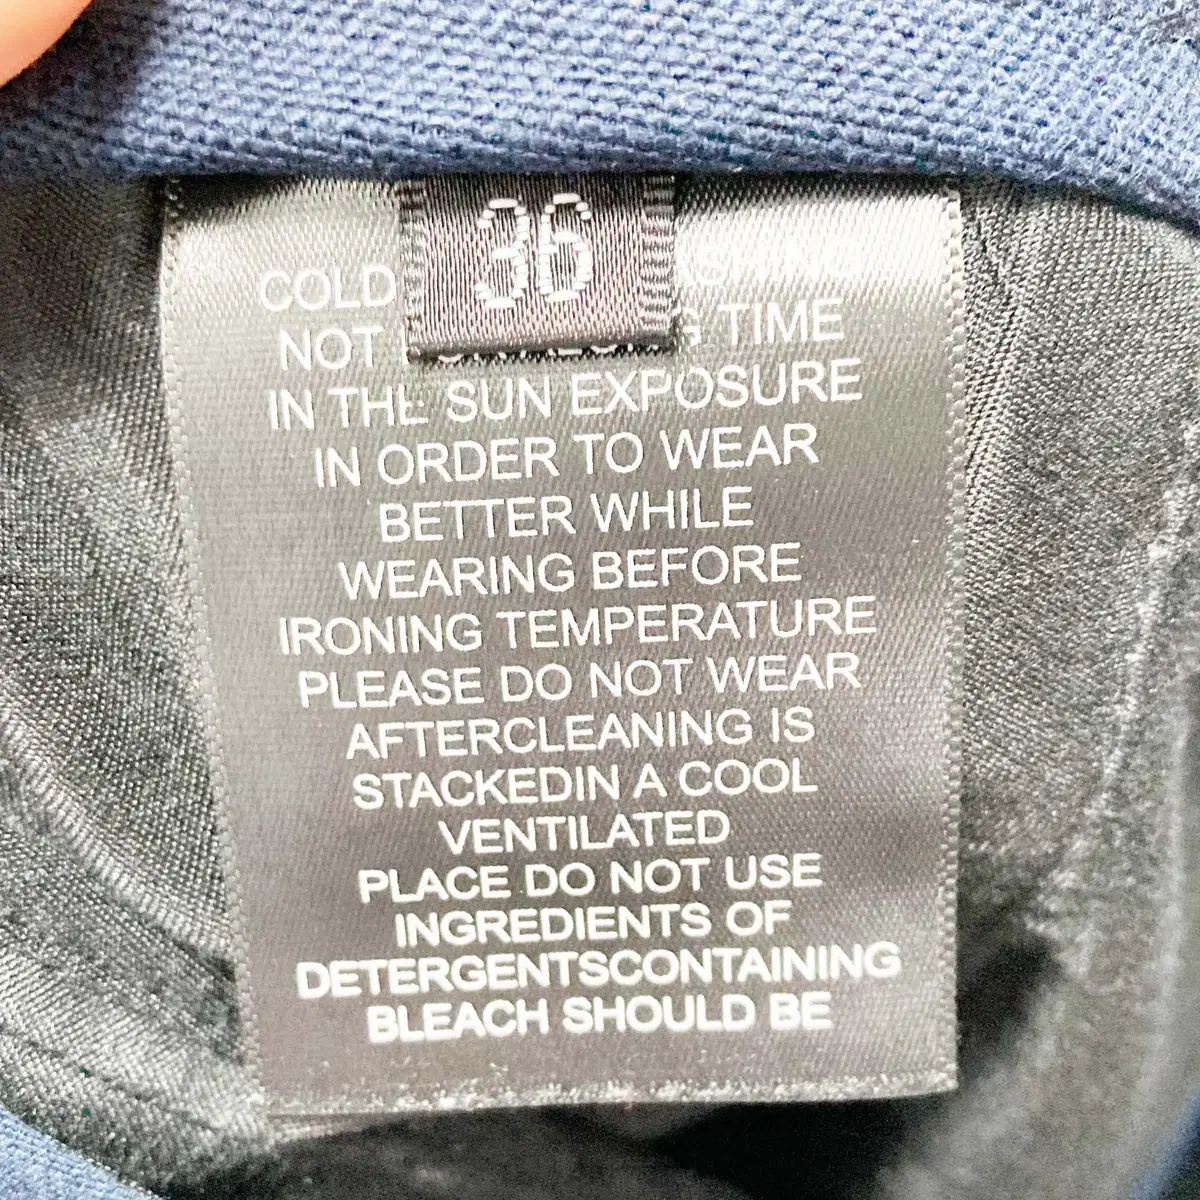 36
COLD
NOT TIME
IN THE SUN EXPOSURE
IN ORDER TO WEAR
BETTER WHILE
WEARING BEFORE
IRONING TEMPERATURE
PLEASE DO NOT WEAR
AFTERCLEANING IS
STACKEDIN A COOL
VENTILATED
PLACE DO NOT USE
INGREDIENTS OF
DETERGENTSCONTAINING
BLEACH SHOULD BE